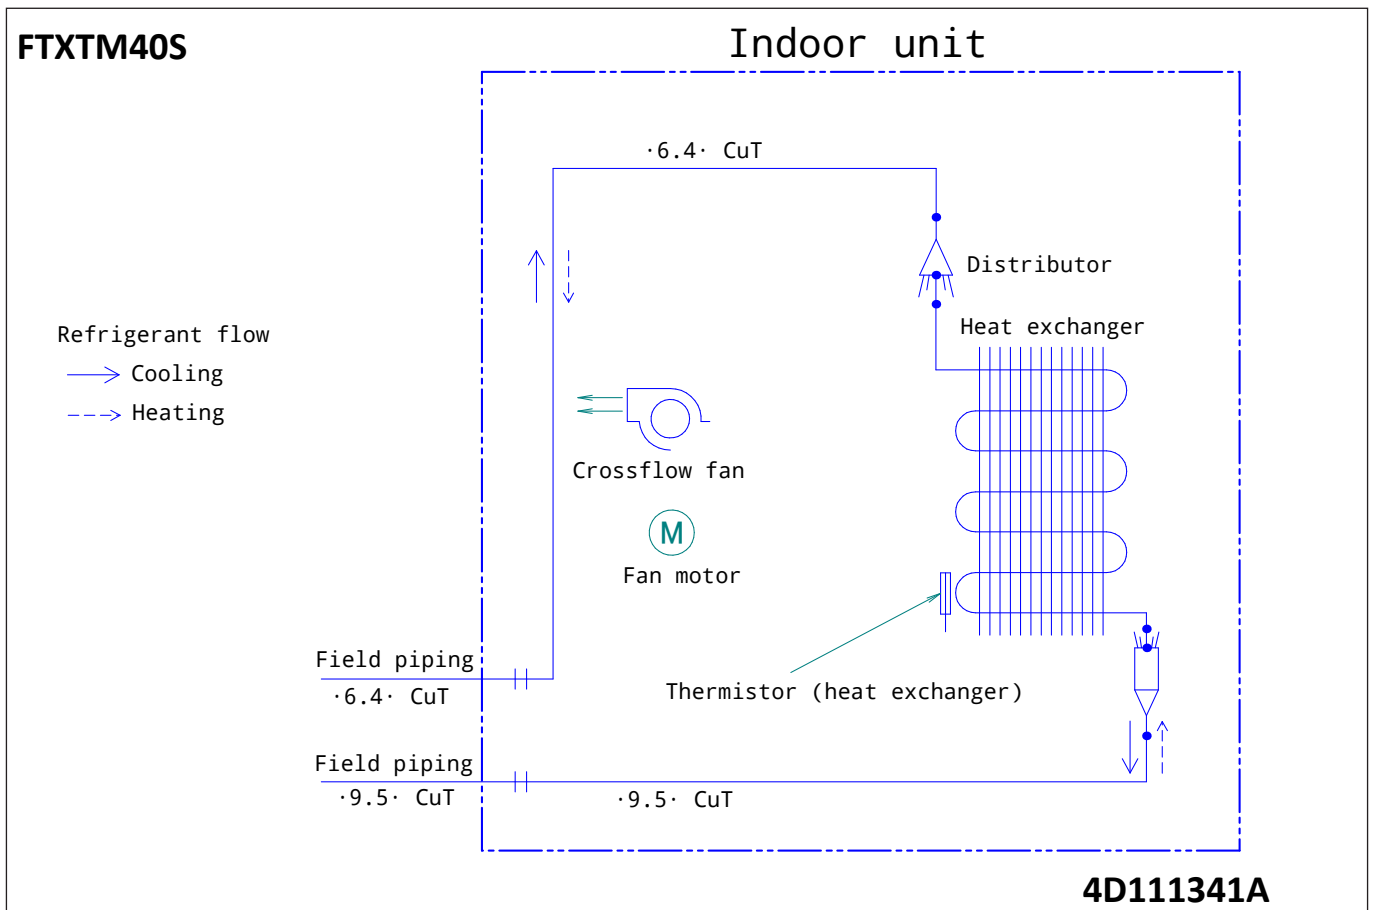 FTXTM40S
Indoor unit
·6.4· CuT
Distributor
Heat exchanger
Refrigerant flow
Cooling
Heating
Crossflow fan
M
Fan motor
Field piping
·6.4· CuT
Thermistor (heat exchanger)
Field piping
·9.5· CuT
·9.5· CuT
4D111341A